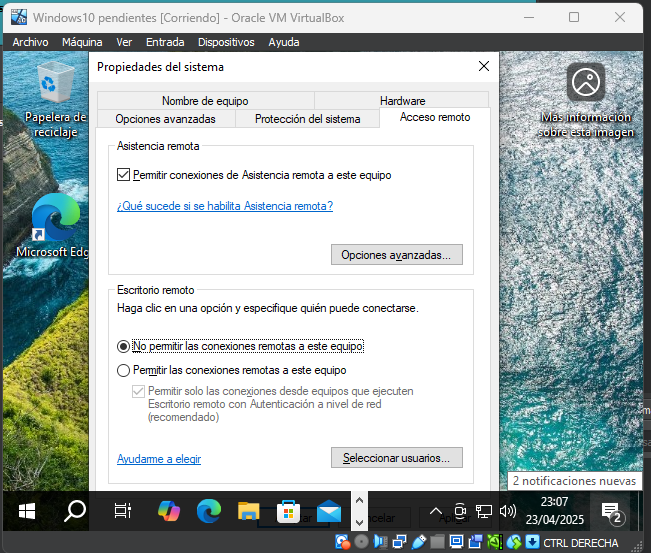 Windows10 pendientes [Corriendo] - Oracle VM VirtualBox
Archivo Máquina Ver Entrada Dispositivos Ayuda
Propiedades del sistema
Papelera de
reciclaje
Microsoft Edg
Más información
sobre esta imagen
Nombre de equipo Hardware
Opciones avanzadas Protección del sistema Acceso remoto
Asistencia remota
Permitir conexiones de Asistencia remota a este equipo
¿Qué sucede si se habilita Asistencia remota?
Opciones avanzadas...
Escritorio remoto
Haga clic en una opción y especifique quién puede conectarse.
No permitir las conexiones remotas a este equipo
Permitir las conexiones remotas a este equipo
Permitir solo las conexiones desde equipos que ejecuten
Escritorio remoto con Autenticación a nivel de red
(recomendado)
Ayudarme a elegir
Seleccionar usuarios...
2 notificaciones nuevas
23:07
23/04/2025
2
CTRL DERECHA